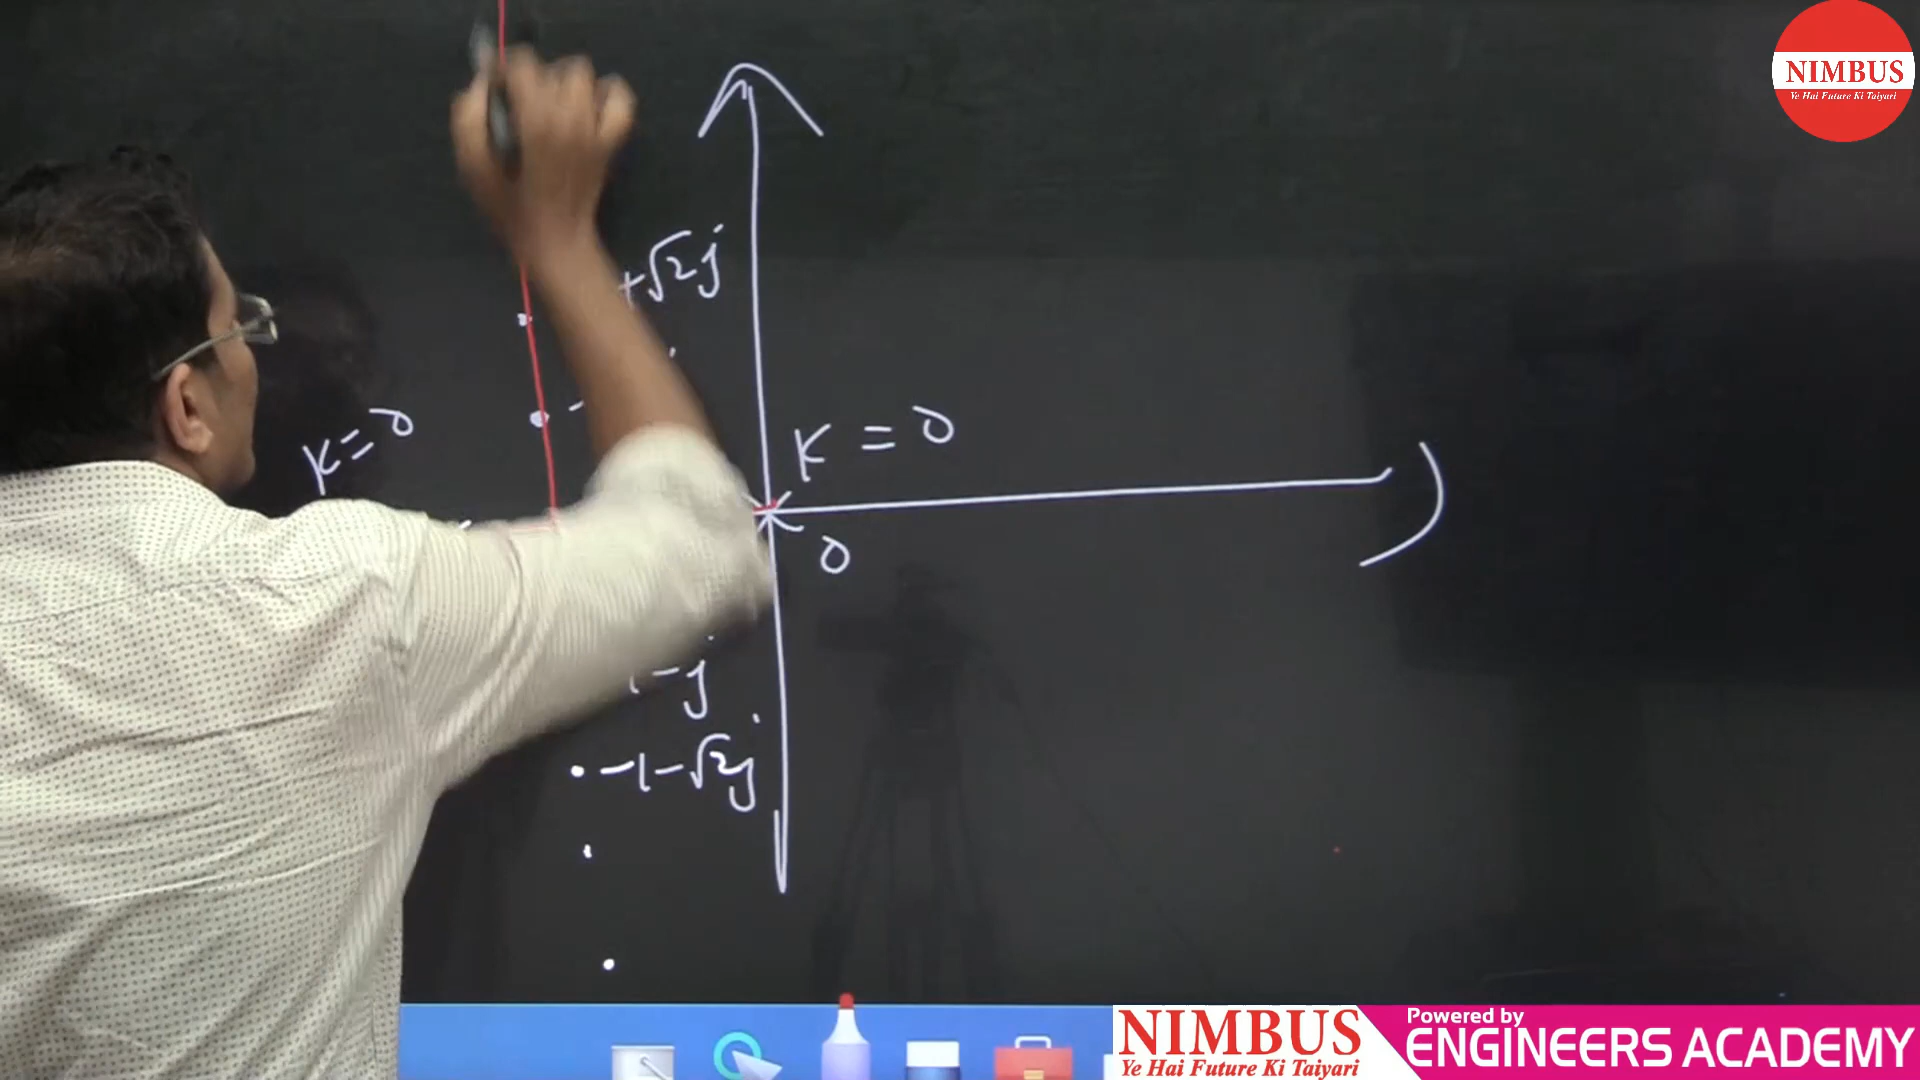 NIMBUS
Ye Hai Future Ki Taiyari
+√2j
K=0
K = 0
0
-j
-1-√2j
NIMBUS
Ye Hai Future Ki Taiyari
Powered by
ENGINEERS ACADEMY